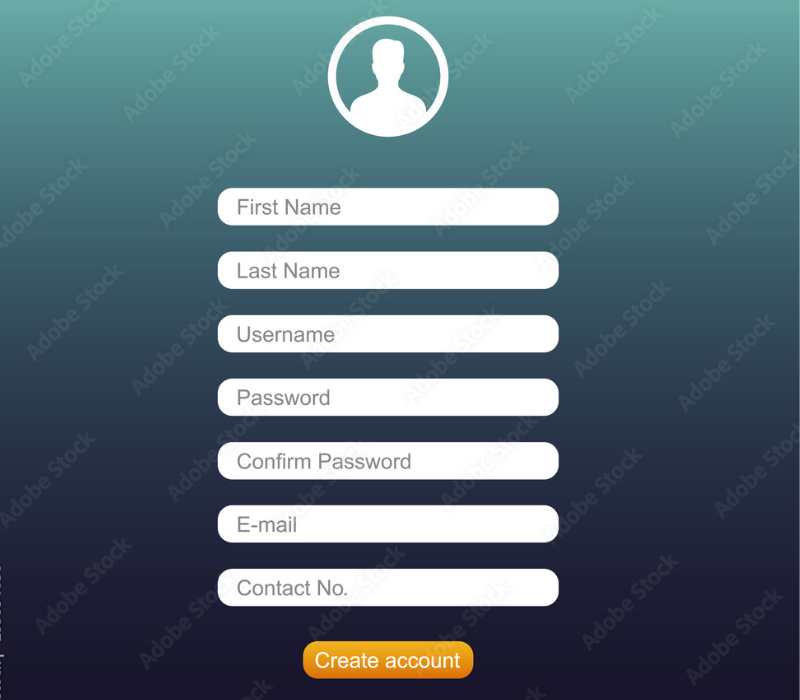 First Name
Last Name
Username
Password
Confirm Password
E-mail
Contact No.
Create account
Adobe Stock